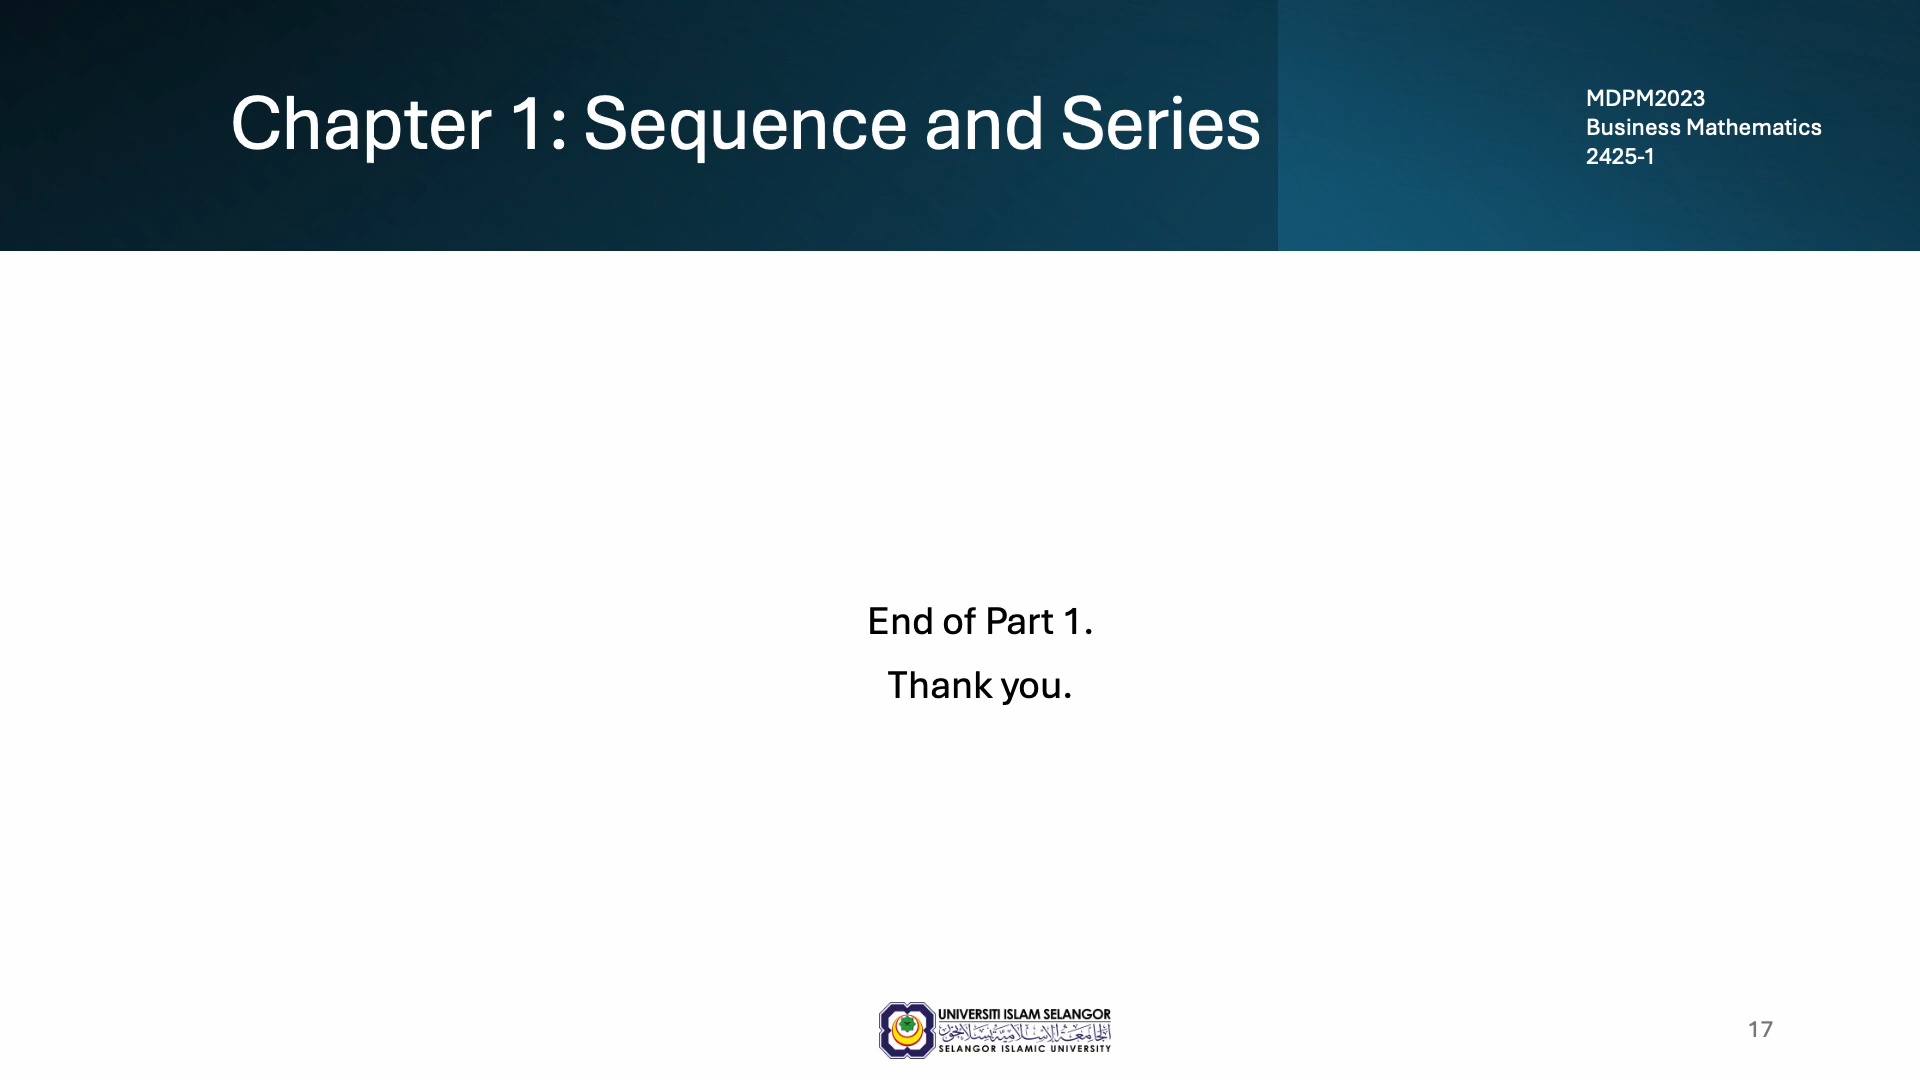 Chapter 1: Sequence and Series
MDPM2023
Business Mathematics
2425-1
End of Part 1.
Thank you.
UNIVERSITI ISLAM SELANGOR
SELANGOR ISLAMIC UNIVERSITY
17